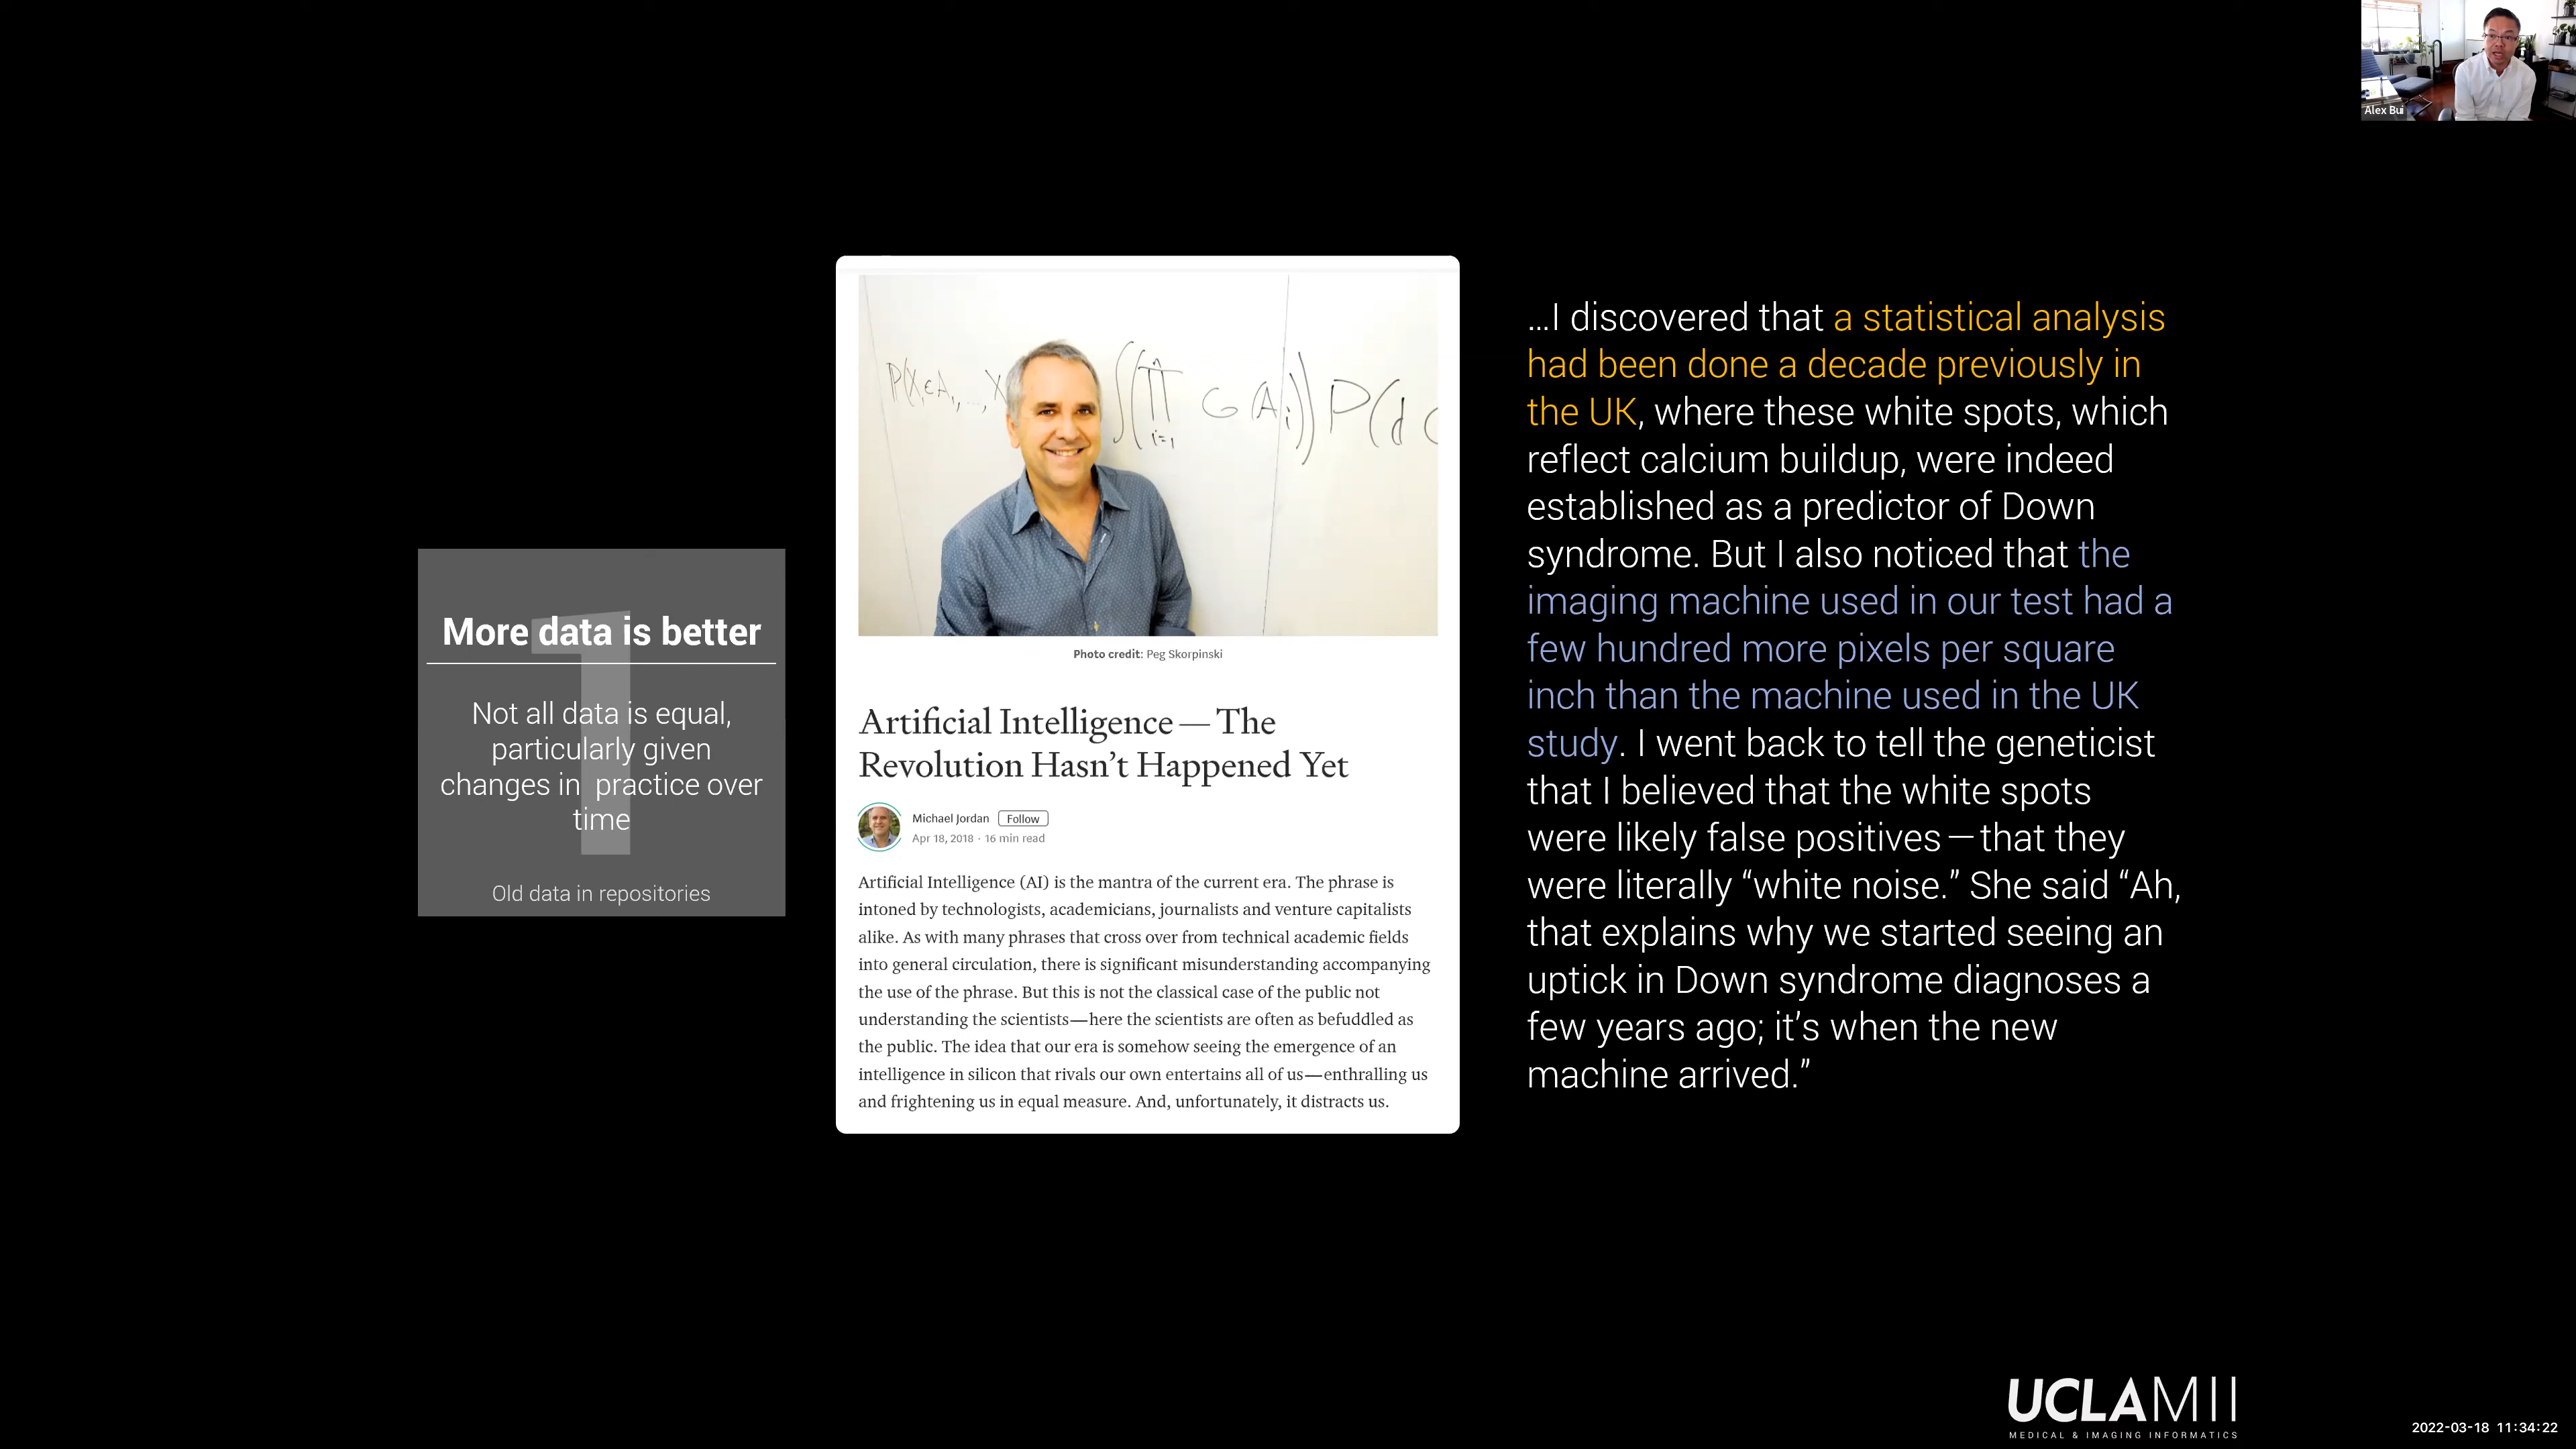 Alex Bui
More data is better
1
Not all data is equal,
particularly given
changes in practice over
time
Old data in repositories
Photo credit: Peg Skorpinski
Artificial Intelligence — The
Revolution Hasn’t Happened Yet
Michael Jordan Follow
Apr 18, 2018 · 16 min read
Artificial Intelligence (AI) is the mantra of the current era. The phrase is
intoned by technologists, academicians, journalists and venture capitalists
alike. As with many phrases that cross over from technical academic fields
into general circulation, there is significant misunderstanding accompanying
the use of the phrase. But this is not the classical case of the public not
understanding the scientists—here the scientists are often as befuddled as
the public. The idea that our era is somehow seeing the emergence of an
intelligence in silicon that rivals our own entertains all of us—enthralling us
and frightening us in equal measure. And, unfortunately, it distracts us.
…I discovered that a statistical analysis
had been done a decade previously in
the UK, where these white spots, which
reflect calcium buildup, were indeed
established as a predictor of Down
syndrome. But I also noticed that the
imaging machine used in our test had a
few hundred more pixels per square
inch than the machine used in the UK
study. I went back to tell the geneticist
that I believed that the white spots
were likely false positives — that they
were literally “white noise.” She said “Ah,
that explains why we started seeing an
uptick in Down syndrome diagnoses a
few years ago; it’s when the new
machine arrived.”
UCLAMII
MEDICAL & IMAGING INFORMATICS
2022-03-18 11:34:22